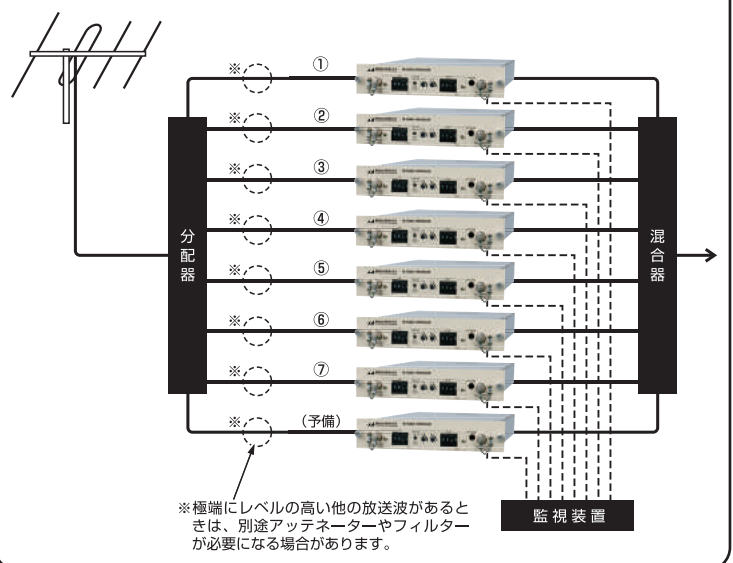 ※ ①
※ ②
※ ③
※ ④
※ ⑤
※ ⑥
※ ⑦
※ (予備)
分配器
混合器
監視装置
※極端にレベルの高い他の放送波があると
きは、別途アッテネーターやフィルター
が必要になる場合があります。